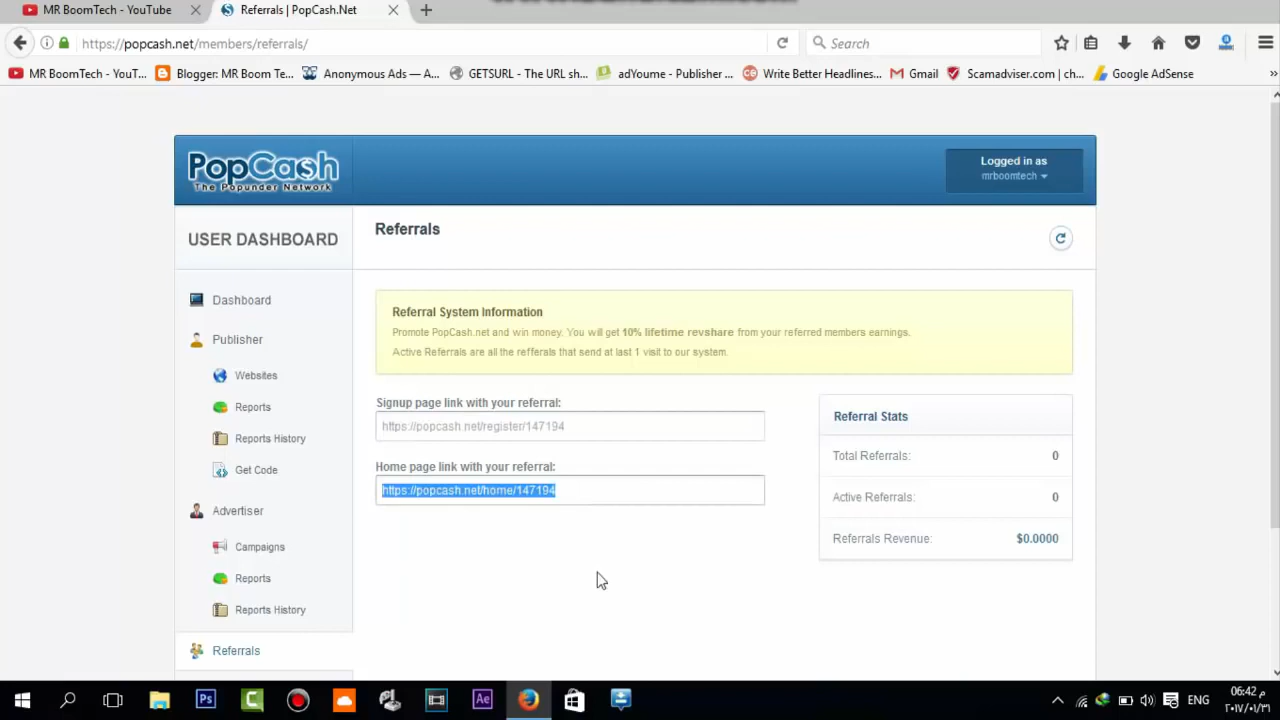 MR BoomTech - YouTube
Referrals | PopCash.Net
https://popcash.net/members/referrals/
Search
MR BoomTech - YouT...
Blogger: MR Boom Te...
Anonymous Ads — A...
GETSURL - The URL sh...
adYoume - Publisher ...
Write Better Headlines...
Gmail
Scamadviser.com | ch...
Google AdSense
PopCash
The Popunder Network
Logged in as
mrboomtech
USER DASHBOARD
Referrals
Dashboard
Publisher
Websites
Reports
Reports History
Get Code
Advertiser
Campaigns
Reports
Reports History
Referrals
Referral System Information
Promote PopCash.net and win money. You will get 10% lifetime revshare from your referred members earnings.
Active Referrals are all the refferals that send at last 1 visit to our system.
Signup page link with your referral:
https://popcash.net/register/147194
Home page link with your referral:
https://popcash.net/home/147194
Referral Stats
Total Referrals: 0
Active Referrals: 0
Referrals Revenue: $0.0000
ENG
06:42 م
٢٠١٧/٠١/٣١